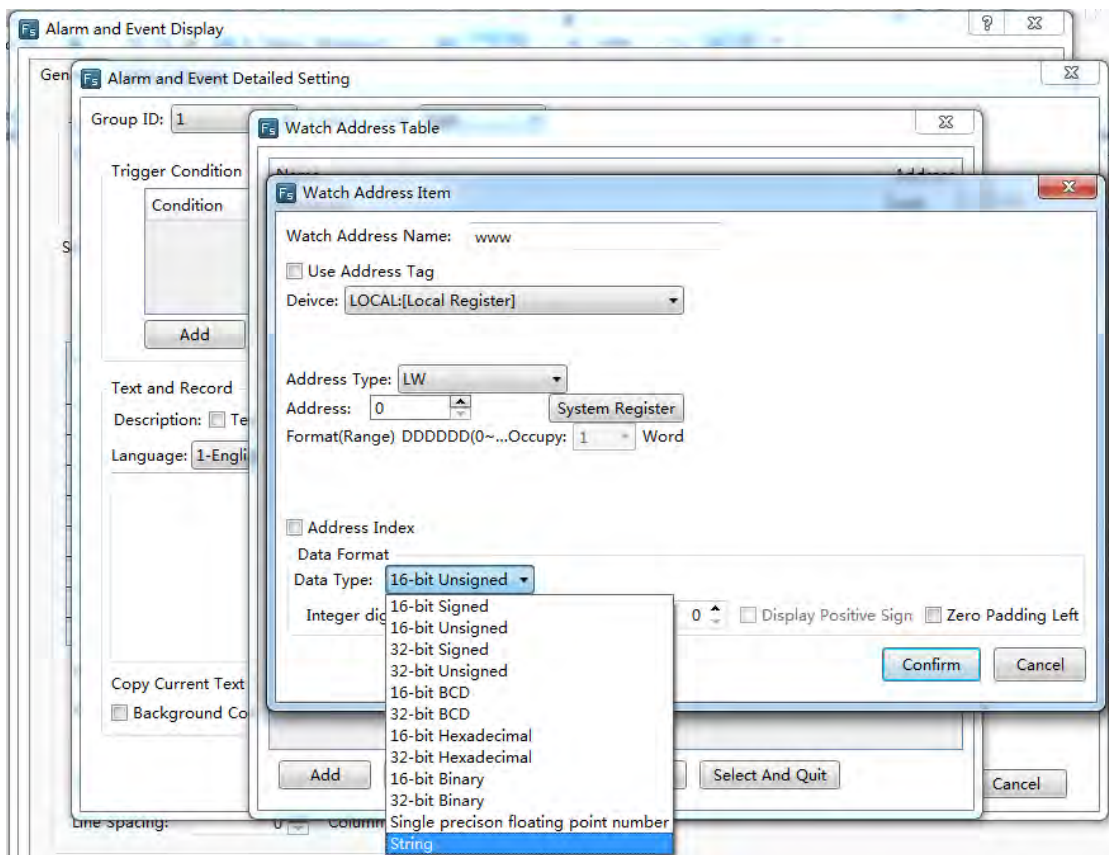 Fs Alarm and Event Display
Gen
Fs Alarm and Event Detailed Setting
Group ID: 1
Fs Watch Address Table
Trigger Condition
Condition
Fs Watch Address Item
Watch Address Name: www
S
Use Address Tag
Deivce: LOCAL:[Local Register]
Add
Address Type: LW
Text and Record
Address: 0 System Register
Description: Te
Format(Range) DDDDDD(0~...Occupy: 1 Word
Language: 1-Engli
Address Index
Data Format
Data Type: 16-bit Unsigned
16-bit Signed
Integer dig 0 Display Positive Sign Zero Padding Left
16-bit Unsigned
32-bit Signed
32-bit Unsigned
Confirm Cancel
Copy Current Text
16-bit BCD
Background Co
32-bit BCD
16-bit Hexadecimal
32-bit Hexadecimal
Add 16-bit Binary Select And Quit Cancel
32-bit Binary
Single precison floating point number
String